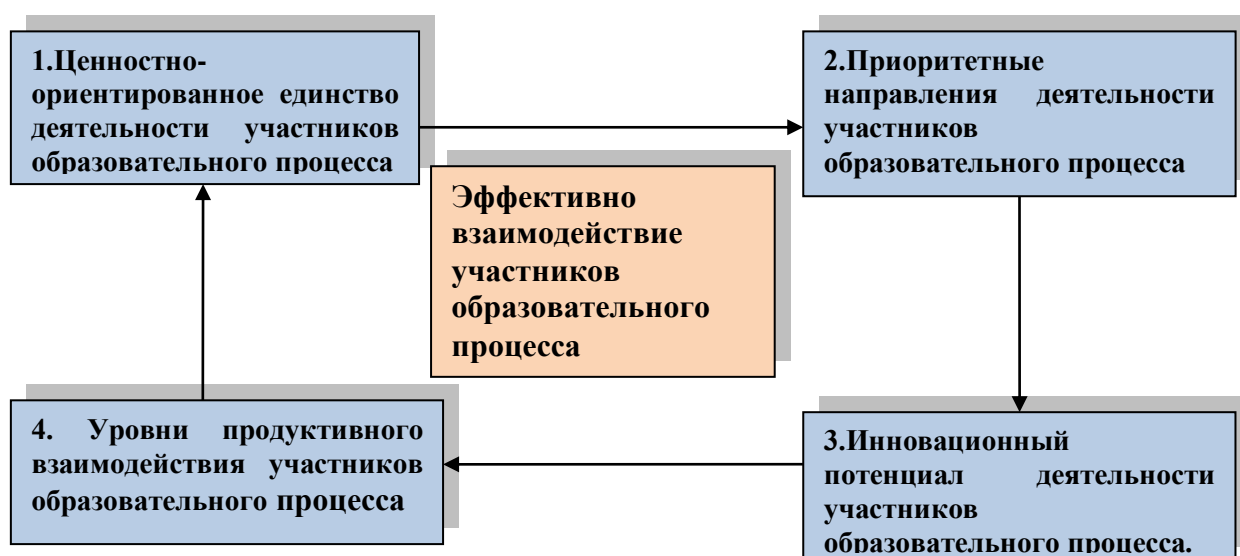 1.Ценностно-
ориентированное единство
деятельности участников
образовательного процесса
2.Приоритетные
направления деятельности
участников
образовательного процесса
Эффективно
взаимодействие
участников
образовательного
процесса
4. Уровни продуктивного
взаимодействия участников
образовательного процесса
3.Инновационный
потенциал деятельности
участников
образовательного процесса.